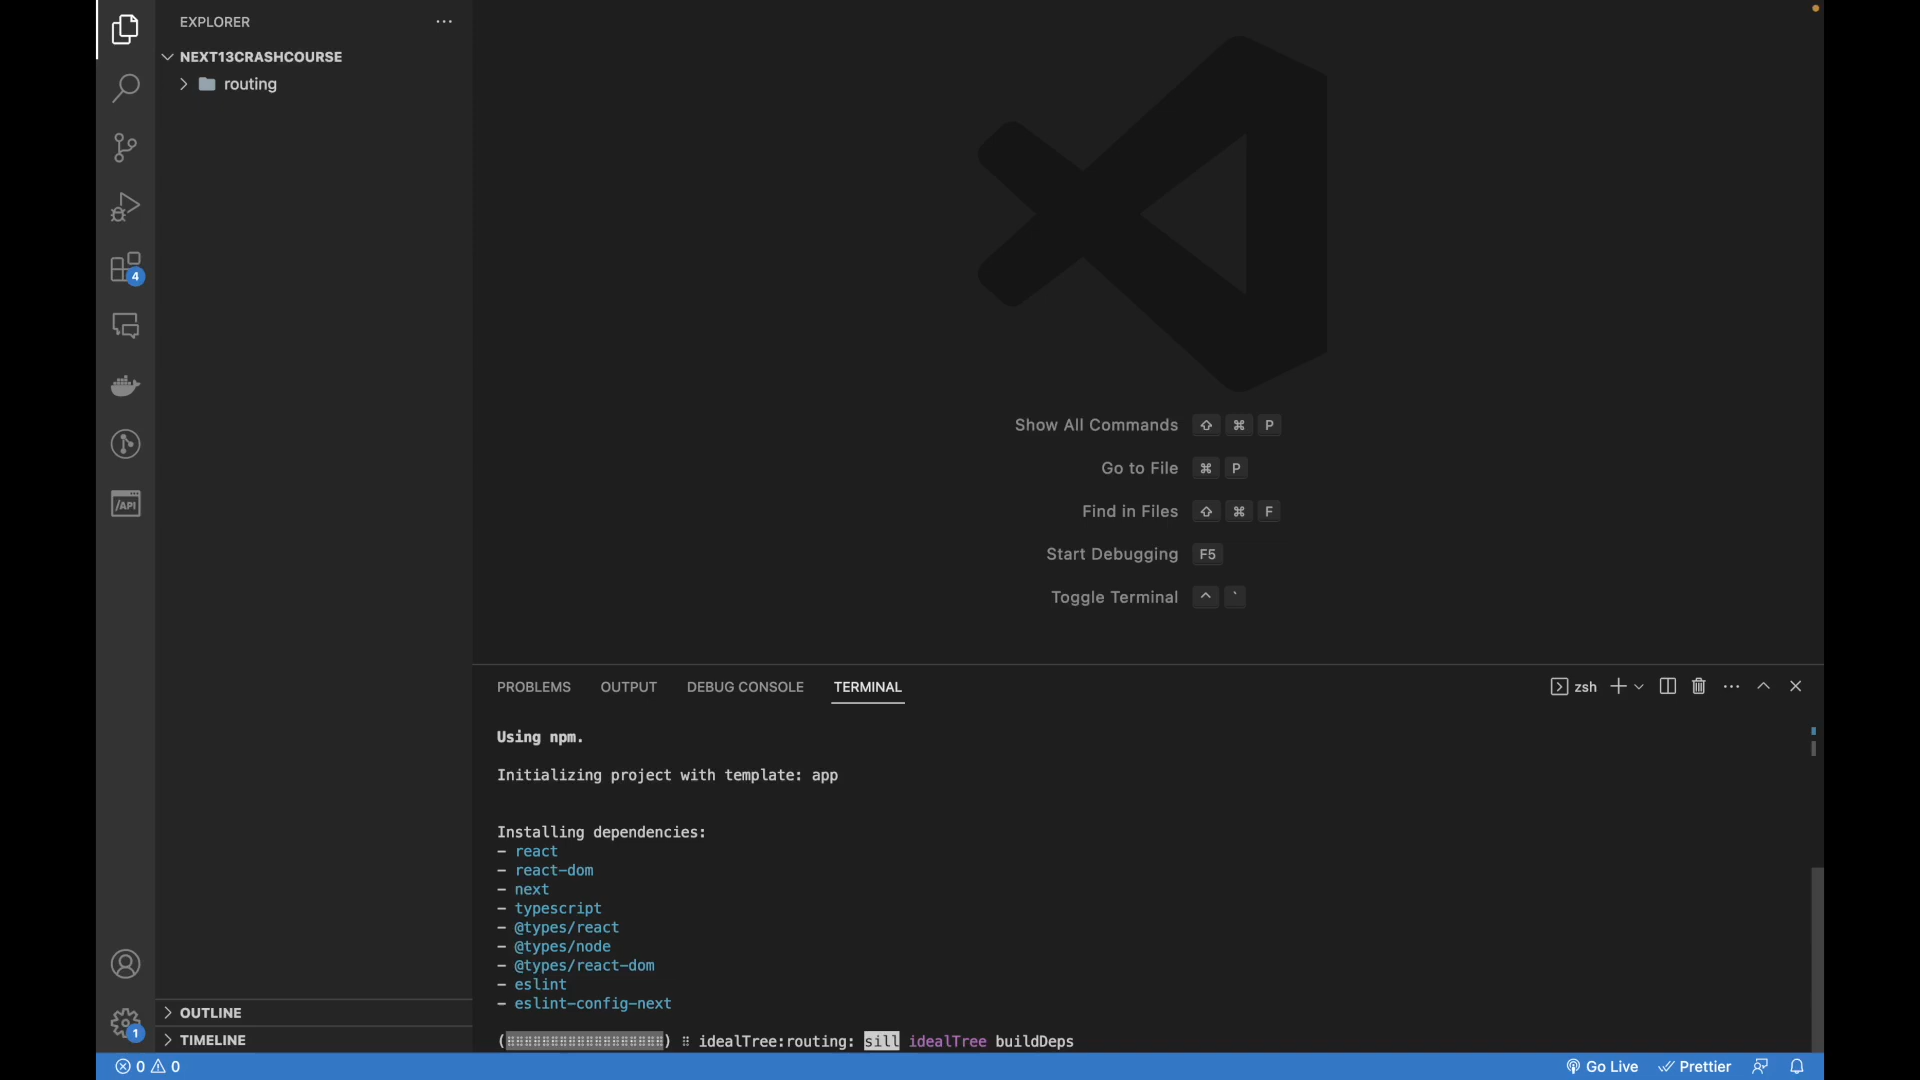 EXPLORER
NEXT13CRASHCOURSE
routing
4
/API
Show All Commands ⇧ ⌘ P
Go to File ⌘ P
Find in Files ⇧ ⌘ F
Start Debugging F5
Toggle Terminal ^ `
PROBLEMS OUTPUT DEBUG CONSOLE TERMINAL
zsh
Using npm.
Initializing project with template: app
Installing dependencies:
- react
- react-dom
- next
- typescript
- @types/react
- @types/node
- @types/react-dom
- eslint
- eslint-config-next
(⠿⠿⠿⠿⠿⠿⠿⠿⠿⠿⠿⠿⠿⠿⠿⠿⠿⠿) ⠿ idealTree:routing: sill idealTree buildDeps
1
OUTLINE
TIMELINE
0 0
Go Live Prettier